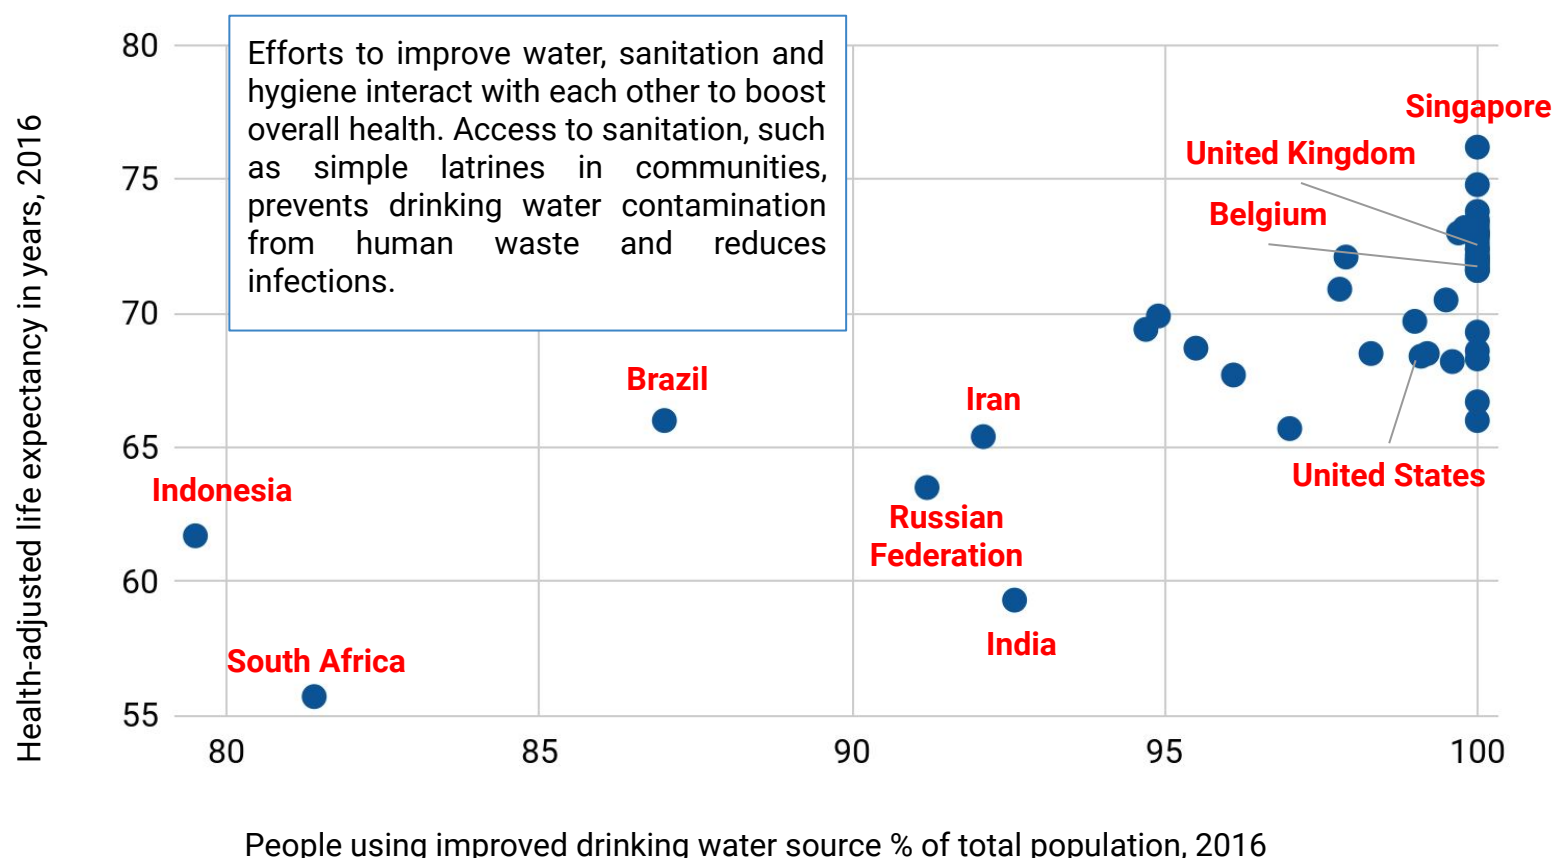 Efforts to improve water, sanitation and
hygiene interact with each other to boost
overall health. Access to sanitation, such
as simple latrines in communities,
prevents drinking water contamination
from human waste and reduces
infections.
Health-adjusted life expectancy in years, 2016
80
75
70
65
60
55
Singapore
United Kingdom
Belgium
Brazil
Iran
United States
Indonesia
Russian
Federation
India
South Africa
80
85
90
95
100
People using improved drinking water source % of total population, 2016